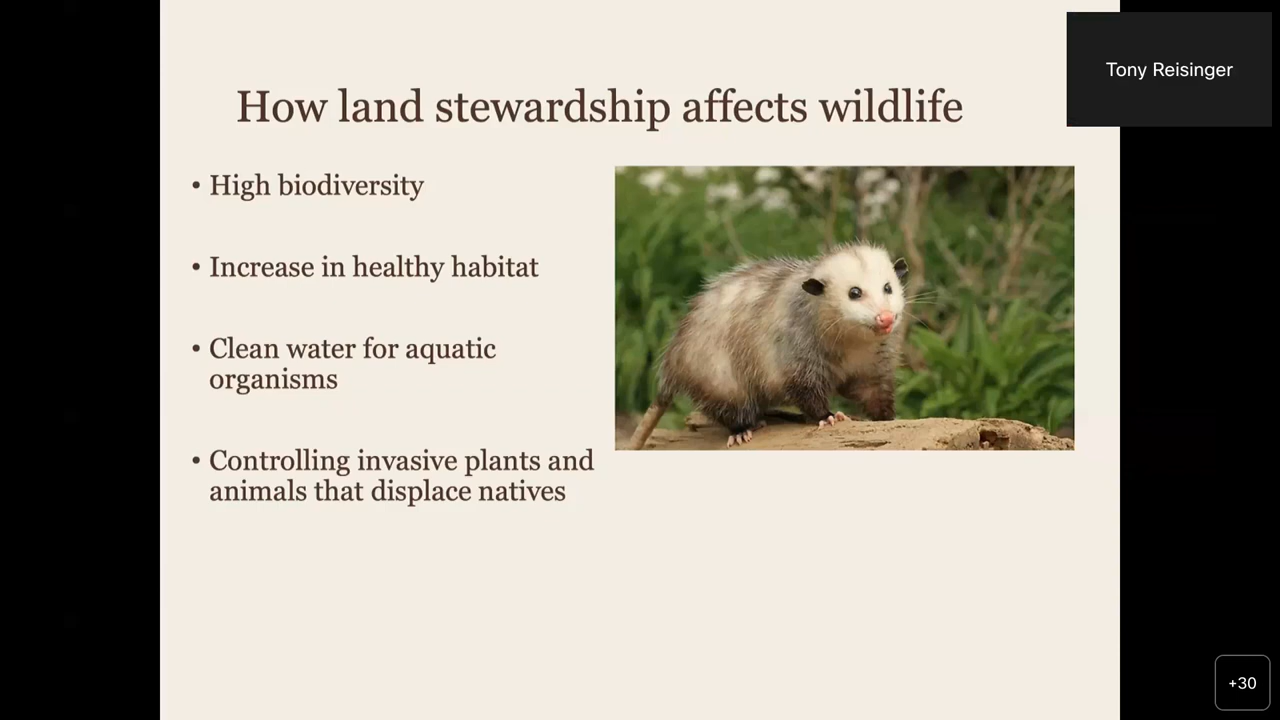 Tony Reisinger
How land stewardship affects wildlife
• High biodiversity
• Increase in healthy habitat
• Clean water for aquatic
organisms
• Controlling invasive plants and
animals that displace natives
+30